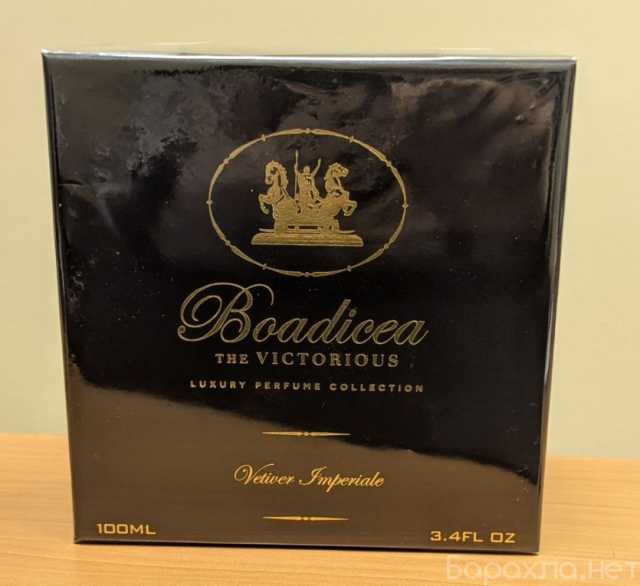 Boadicea
THE VICTORIOUS
LUXURY PERFUME COLLECTION
Vetiver Imperiale
100ML
3.4FL OZ
барахла.нет